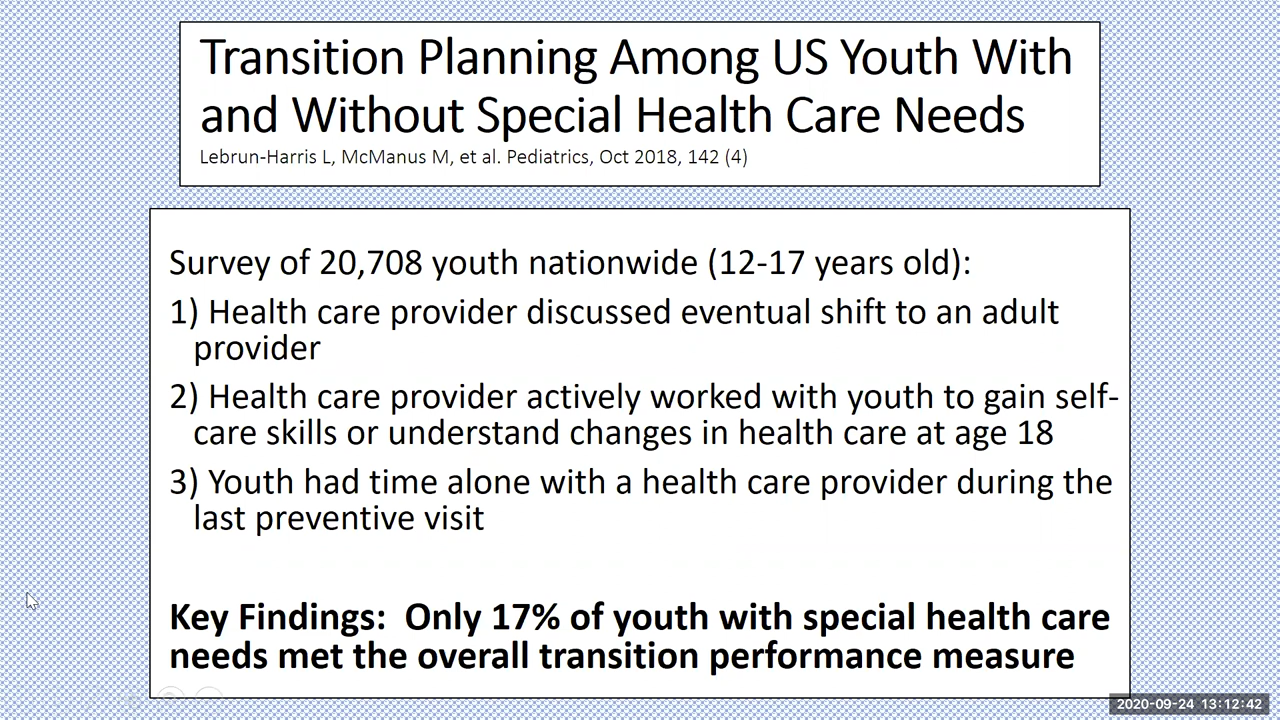 Transition Planning Among US Youth With
and Without Special Health Care Needs
Lebrun-Harris L, McManus M, et al. Pediatrics, Oct 2018, 142 (4)
Survey of 20,708 youth nationwide (12-17 years old):
1) Health care provider discussed eventual shift to an adult
provider
2) Health care provider actively worked with youth to gain self-
care skills or understand changes in health care at age 18
3) Youth had time alone with a health care provider during the
last preventive visit
Key Findings:  Only 17% of youth with special health care
needs met the overall transition performance measure
2020-09-24 13:12:42